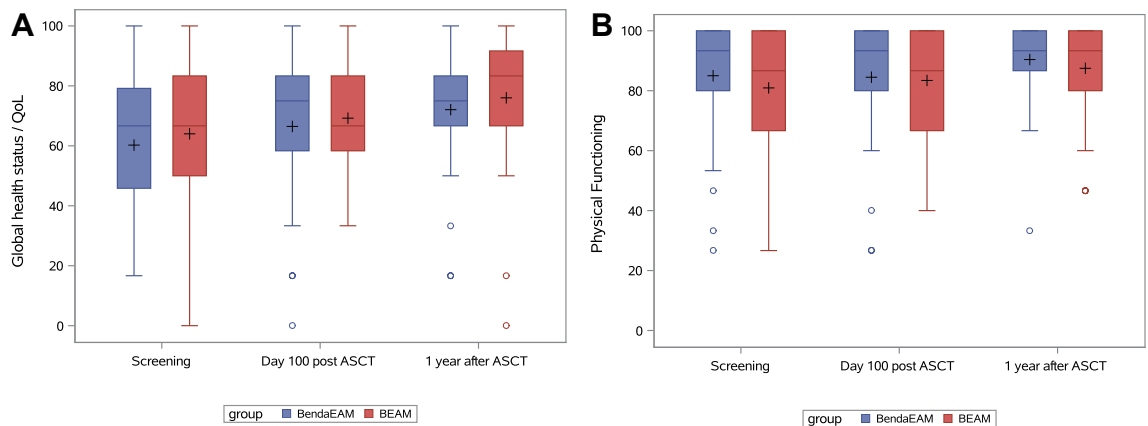 A
Global health status / QoL
100
80
60
40
20
0
Screening
Day 100 post ASCT
1 year after ASCT
group BendaEAM BEAM
B
Physical Functioning
100
80
60
40
20
0
Screening
Day 100 post ASCT
1 year after ASCT
group BendaEAM BEAM